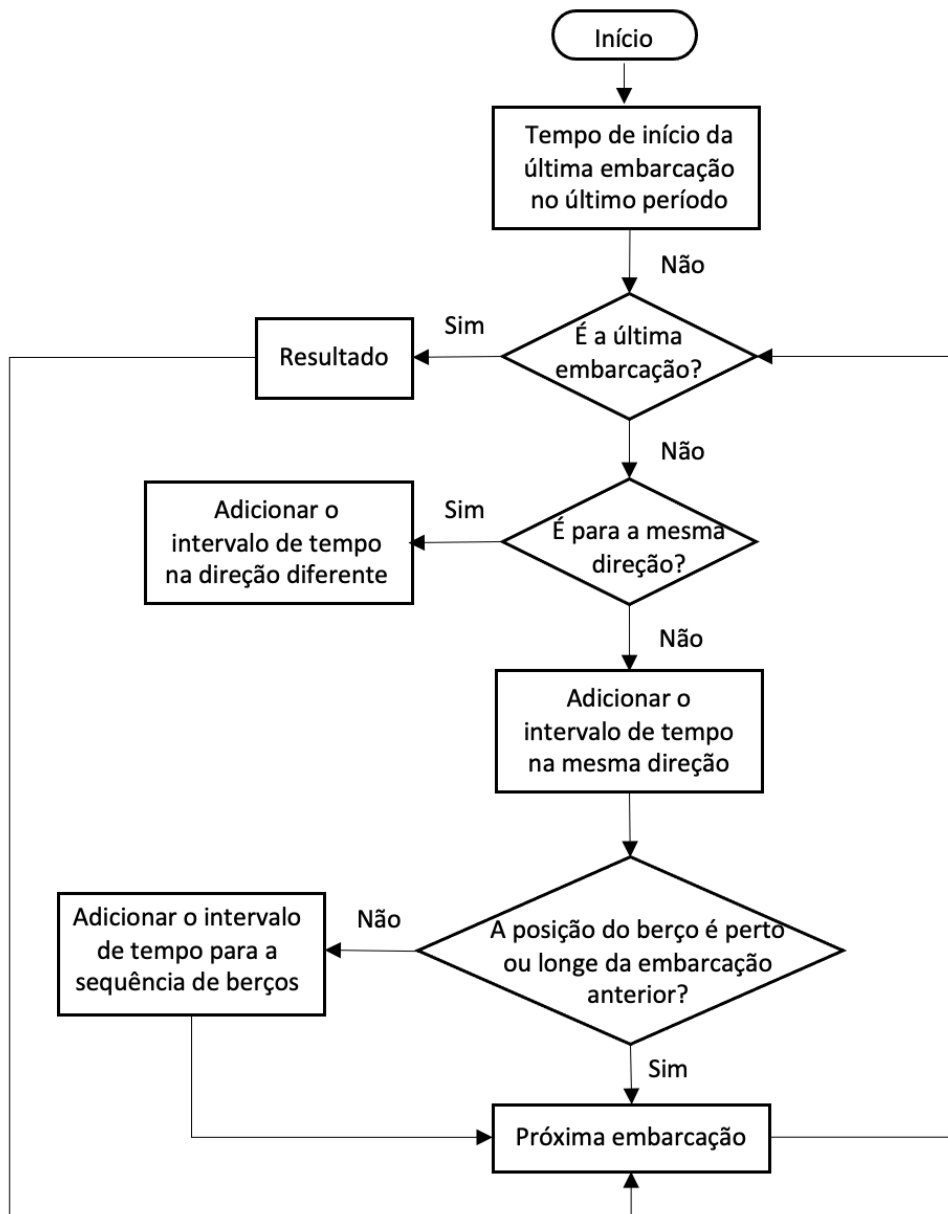 Início
Tempo de início da
última embarcação
no último período
Não
É a última
embarcação?
Sim
Resultado
Não
É para a mesma
direção?
Sim
Adicionar o
intervalo de tempo
na direção diferente
Não
Adicionar o
intervalo de tempo
na mesma direção
A posição do berço é perto
ou longe da embarcação
anterior?
Não
Adicionar o intervalo
de tempo para a
sequência de berços
Sim
Próxima embarcação